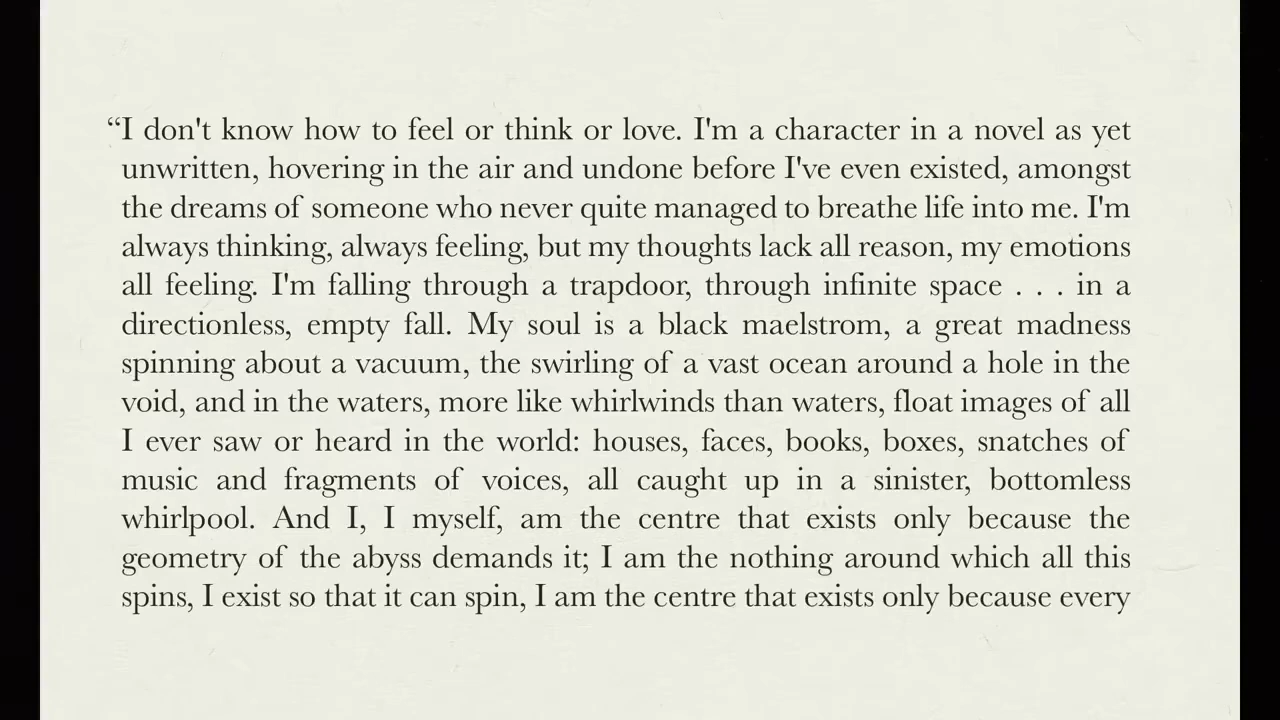 “I don't know how to feel or think or love. I'm a character in a novel as yet
unwritten, hovering in the air and undone before I've even existed, amongst
the dreams of someone who never quite managed to breathe life into me. I'm
always thinking, always feeling, but my thoughts lack all reason, my emotions
all feeling. I'm falling through a trapdoor, through infinite space . . . in a
directionless, empty fall. My soul is a black maelstrom, a great madness
spinning about a vacuum, the swirling of a vast ocean around a hole in the
void, and in the waters, more like whirlwinds than waters, float images of all
I ever saw or heard in the world: houses, faces, books, boxes, snatches of
music and fragments of voices, all caught up in a sinister, bottomless
whirlpool. And I, I myself, am the centre that exists only because the
geometry of the abyss demands it; I am the nothing around which all this
spins, I exist so that it can spin, I am the centre that exists only because every